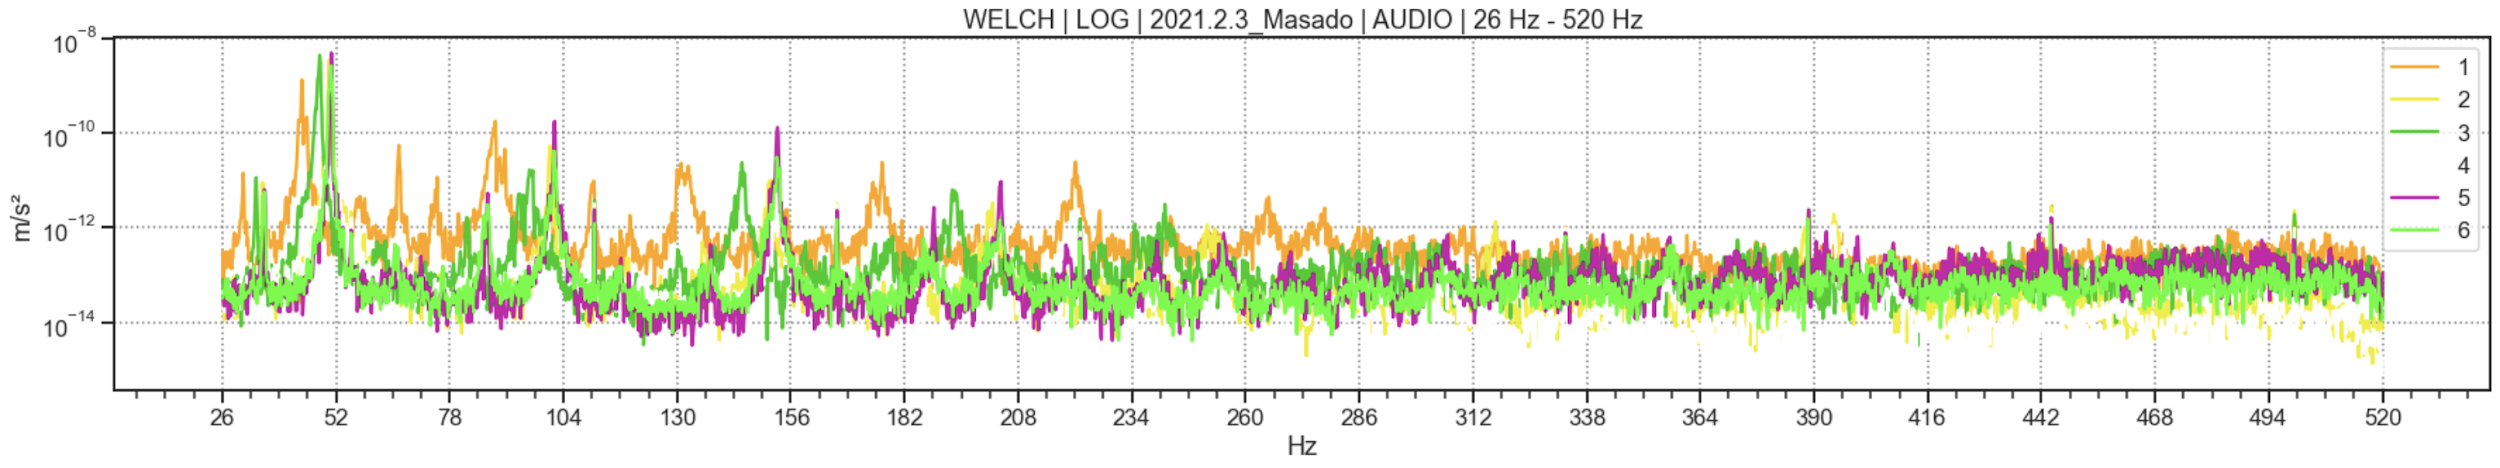 WELCH | LOG | 2021.2.3_Masado | AUDIO | 26 Hz - 520 Hz
10⁻⁸
10⁻¹⁰
10⁻¹²
10⁻¹⁴
m/s²
1
2
3
4
5
6
26 52 78 104 130 156 182 208 234 260 286 312 338 364 390 416 442 468 494 520
Hz